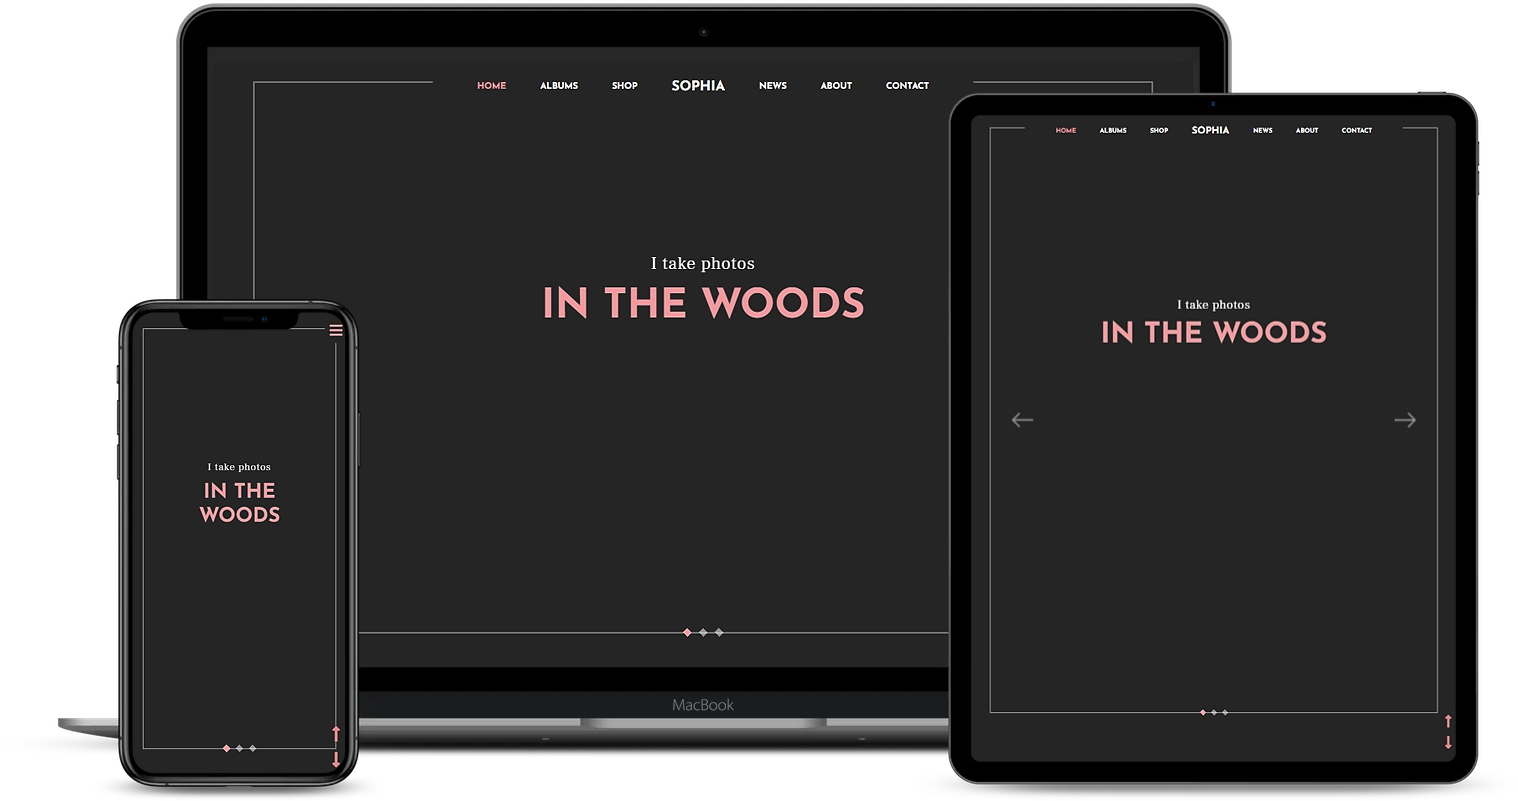 HOME ALBUMS SHOP SOPHIA NEWS ABOUT CONTACT
I take photos
IN THE WOODS
MacBook
HOME ALBUMS SHOP SOPHIA NEWS ABOUT CONTACT
I take photos
IN THE WOODS
I take photos
IN THE
WOODS